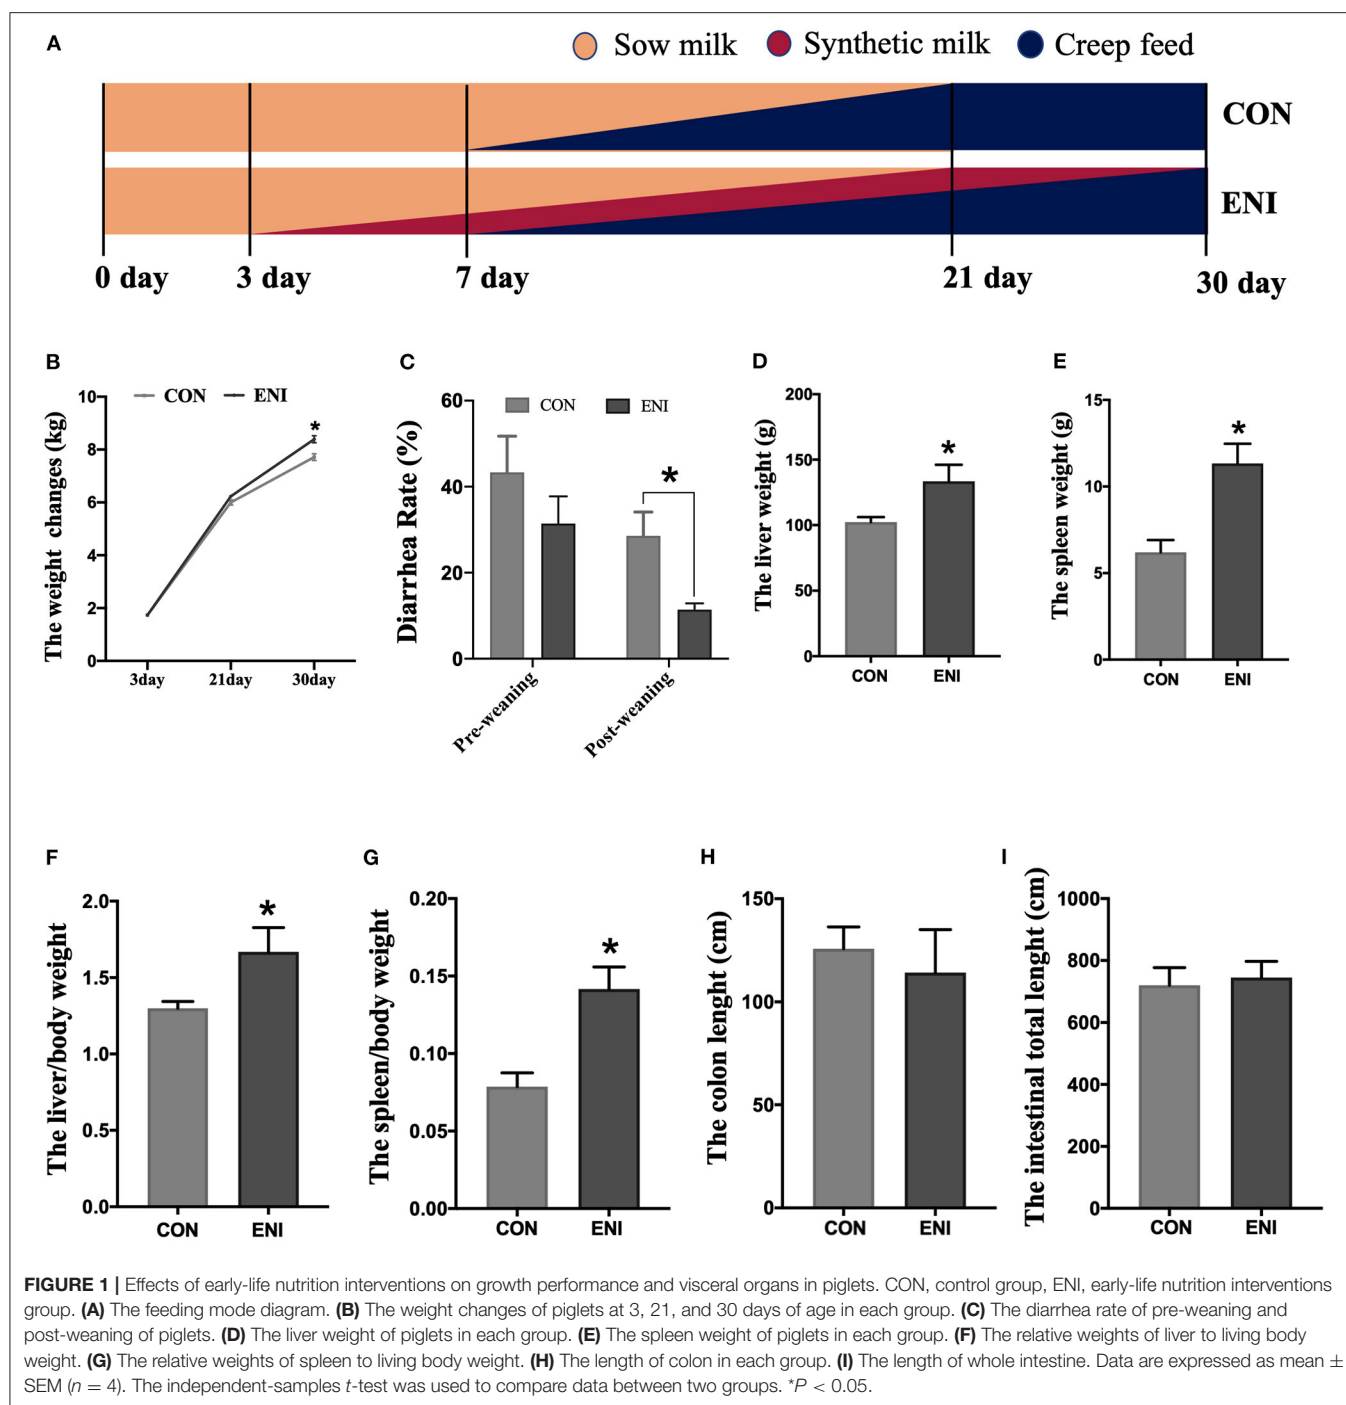 A
Sow milk Synthetic milk Creep feed
CON
ENI
0 day 3 day 7 day 21 day 30 day
B
The weight changes (kg)
CON ENI
10
8
6
4
2
0
*
3day 21day 30day
C
Diarrhea Rate (%)
CON ENI
60
40
20
0
*
Pre-weaning Post-weaning
D
The liver weight (g)
200
150
100
50
0
*
CON ENI
E
The spleen weight (g)
15
10
5
0
*
CON ENI
F
The liver/body weight
2.0
1.5
1.0
0.5
0.0
*
CON ENI
G
The spleen/body weight
0.20
0.15
0.10
0.05
0.00
*
CON ENI
H
The colon lenght (cm)
150
100
50
0
CON ENI
I
The intestinal total lenght (cm)
1000
800
600
400
200
0
CON ENI
FIGURE 1 | Effects of early-life nutrition interventions on growth performance and visceral organs in piglets. CON, control group, ENI, early-life nutrition interventions
group. (A) The feeding mode diagram. (B) The weight changes of piglets at 3, 21, and 30 days of age in each group. (C) The diarrhea rate of pre-weaning and
post-weaning of piglets. (D) The liver weight of piglets in each group. (E) The spleen weight of piglets in each group. (F) The relative weights of liver to living body
weight. (G) The relative weights of spleen to living body weight. (H) The length of colon in each group. (I) The length of whole intestine. Data are expressed as mean ±
SEM (n = 4). The independent-samples t-test was used to compare data between two groups. *P < 0.05.